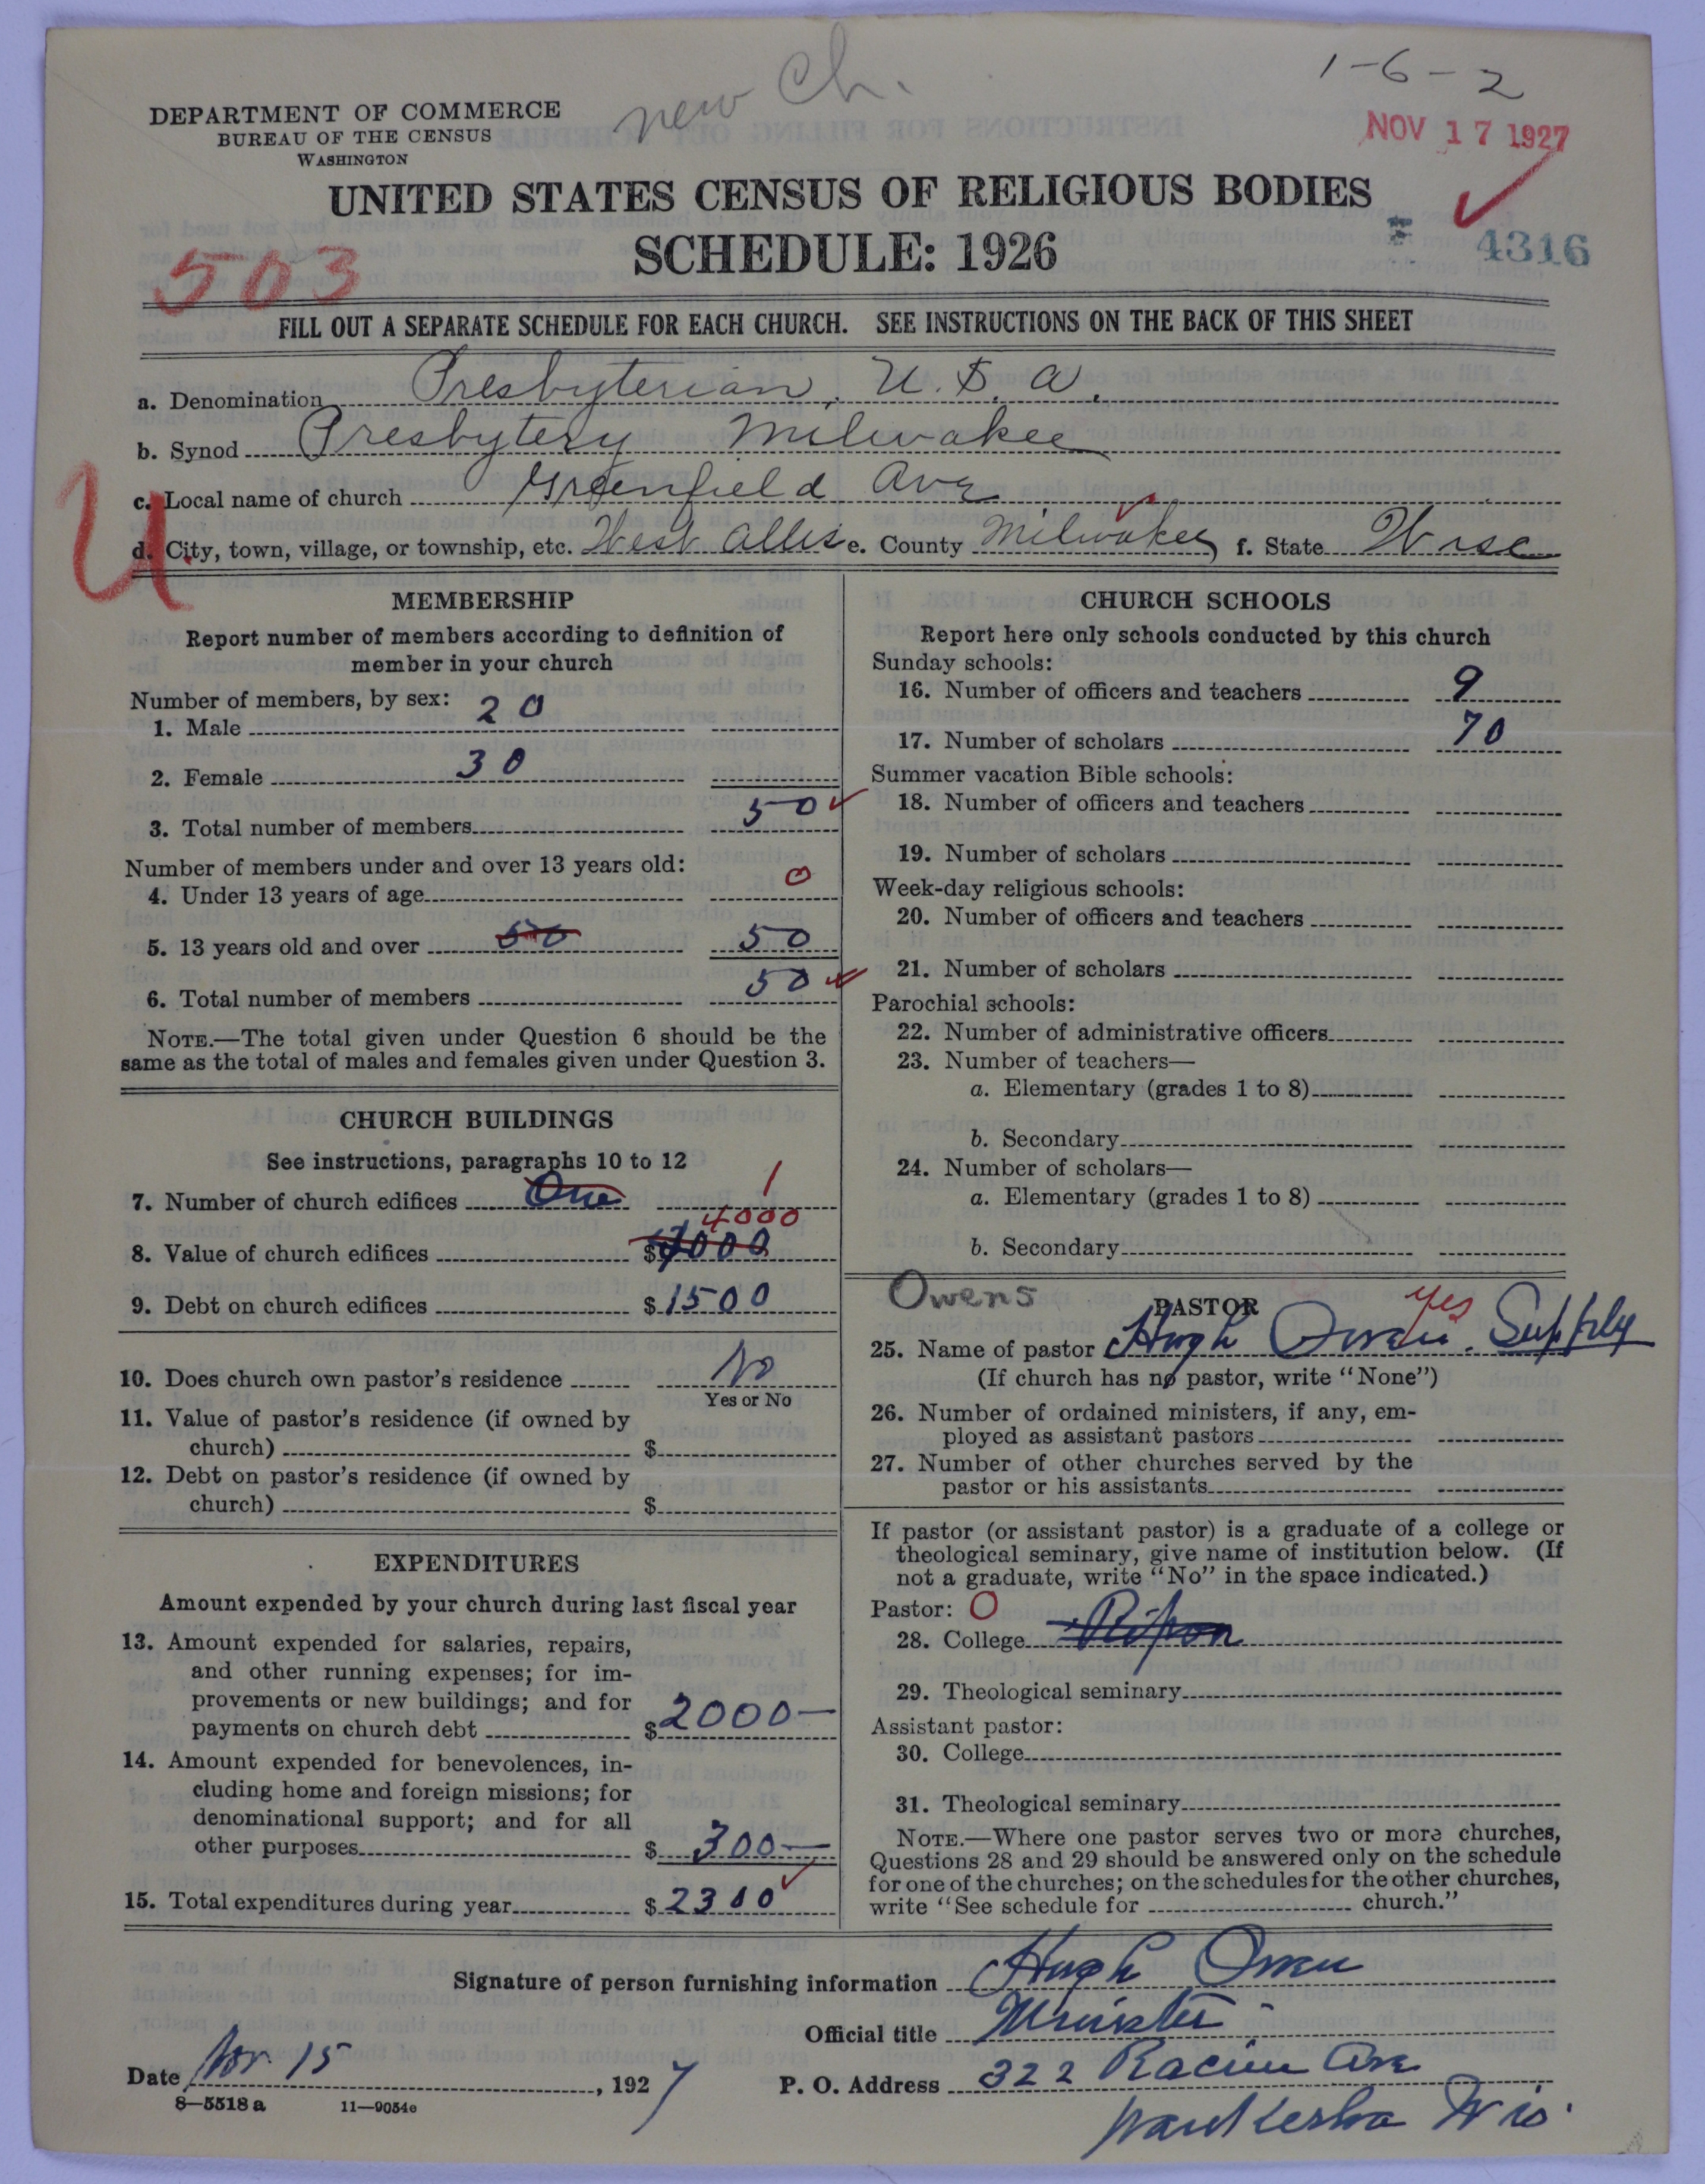 new Ch.
1-6-2
DEPARTMENT OF COMMERCE
BUREAU OF THE CENSUS
WASHINGTON
NOV 17 1927
UNITED STATES CENSUS OF RELIGIOUS BODIES
SCHEDULE: 1926
4316
503
FILL OUT A SEPARATE SCHEDULE FOR EACH CHURCH. SEE INSTRUCTIONS ON THE BACK OF THIS SHEET
a. Denomination Presbyterian, U.S.A.
b. Synod Presbytery Milwakee
U
c. Local name of church Greenfield Ave
d. City, town, village, or township, etc. West Allis e. County Milwakee f. State Wisc
MEMBERSHIP
Report number of members according to definition of
member in your church
Number of members, by sex:
1. Male 20
2. Female 30
3. Total number of members 50
Number of members under and over 13 years old:
4. Under 13 years of age 0
5. 13 years old and over 50 50
6. Total number of members 50
NOTE.—The total given under Question 6 should be the
same as the total of males and females given under Question 3.
CHURCH BUILDINGS
See instructions, paragraphs 10 to 12
7. Number of church edifices One 1
4000
8. Value of church edifices $ 7000
9. Debt on church edifices $ 1500
10. Does church own pastor's residence No
Yes or No
11. Value of pastor's residence (if owned by
church) $
12. Debt on pastor's residence (if owned by
church) $
EXPENDITURES
Amount expended by your church during last fiscal year
13. Amount expended for salaries, repairs,
and other running expenses; for im-
provements or new buildings; and for
payments on church debt $ 2000—
14. Amount expended for benevolences, in-
cluding home and foreign missions; for
denominational support; and for all
other purposes $ 300—
15. Total expenditures during year $ 2300
CHURCH SCHOOLS
Report here only schools conducted by this church
Sunday schools:
16. Number of officers and teachers 9
17. Number of scholars 70
Summer vacation Bible schools:
18. Number of officers and teachers
19. Number of scholars
Week-day religious schools:
20. Number of officers and teachers
21. Number of scholars
Parochial schools:
22. Number of administrative officers
23. Number of teachers—
a. Elementary (grades 1 to 8)
b. Secondary
24. Number of scholars—
a. Elementary (grades 1 to 8)
b. Secondary
Owens
PASTOR yes
25. Name of pastor Hugh Owen. Supply
(If church has no pastor, write "None")
26. Number of ordained ministers, if any, em-
ployed as assistant pastors
27. Number of other churches served by the
pastor or his assistants
If pastor (or assistant pastor) is a graduate of a college or
theological seminary, give name of institution below. (If
not a graduate, write "No" in the space indicated.)
Pastor: O
28. College Ripon
29. Theological seminary
Assistant pastor:
30. College
31. Theological seminary
NOTE.—Where one pastor serves two or more churches,
Questions 28 and 29 should be answered only on the schedule
for one of the churches; on the schedules for the other churches,
write "See schedule for church."
Signature of person furnishing information Hugh Owen
Official title Minister
Date Nov 15, 1927 P. O. Address 322 Racine Ave
8—5518 a 11—9054e
Waukesha Wis.